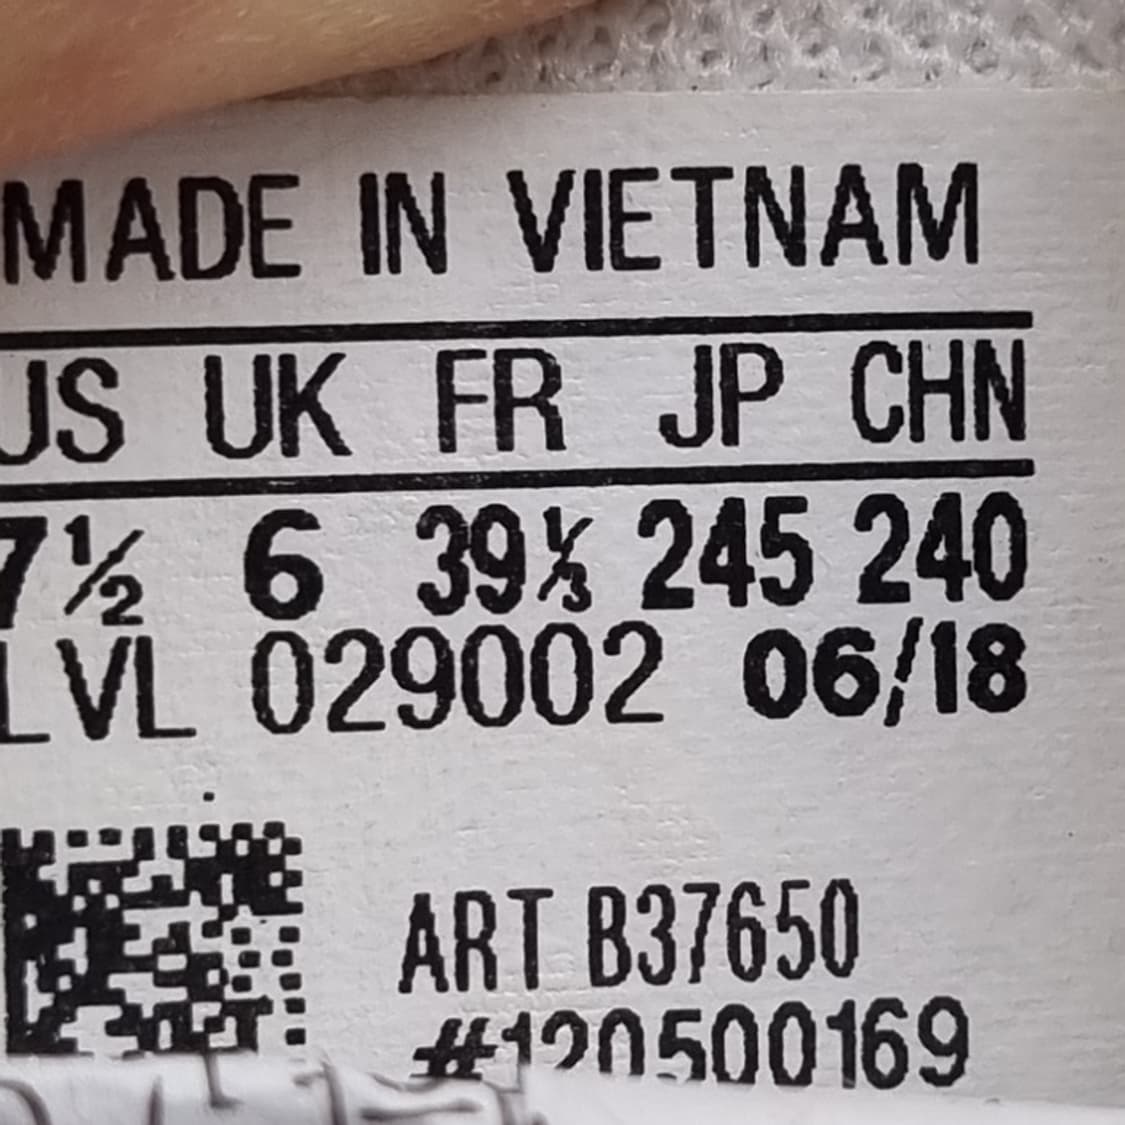 MADE IN VIETNAM
US UK FR JP CHN
7½ 6 39⅓ 245 240
LVL 029002 06/18
ART B37650
#120500169